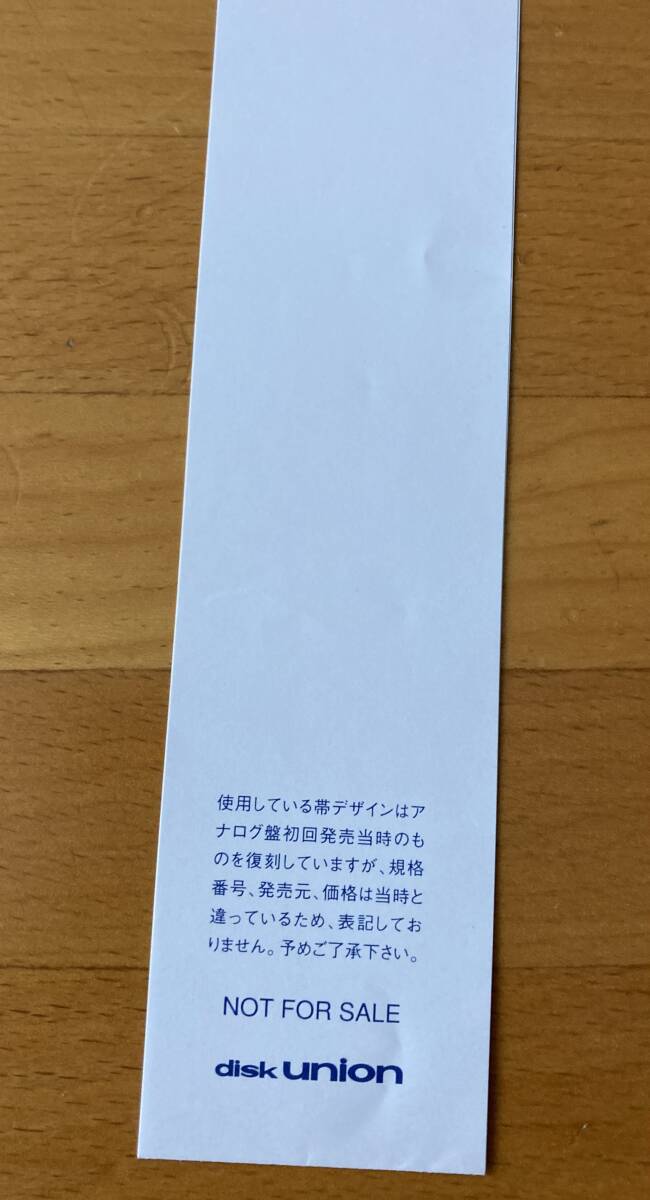 使用している帯デザインはア
ナログ盤初回発売当時のも
のを復刻していますが、規格
番号、発売元、価格は当時と
違っているため、表記してお
りません。予めご了承下さい。
NOT FOR SALE
disk union